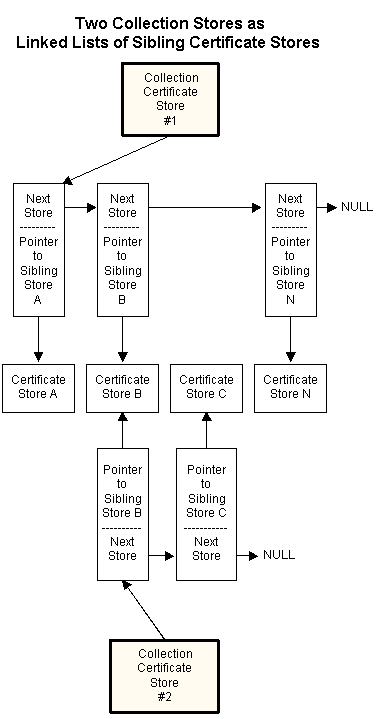 Two Collection Stores as
Linked Lists of Sibling Certificate Stores
Collection
Certificate
Store
#1
Next
Store
----------
Pointer
to
Sibling
Store
A
Next
Store
----------
Pointer
to
Sibling
Store
B
Next
Store
----------
Pointer
to
Sibling
Store
N
NULL
Certificate
Store A
Certificate
Store B
Certificate
Store C
Certificate
Store N
Pointer
to
Sibling
Store B
----------
Next
Store
Pointer
to
Sibling
Store C
----------
Next
Store
NULL
Collection
Certificate
Store
#2